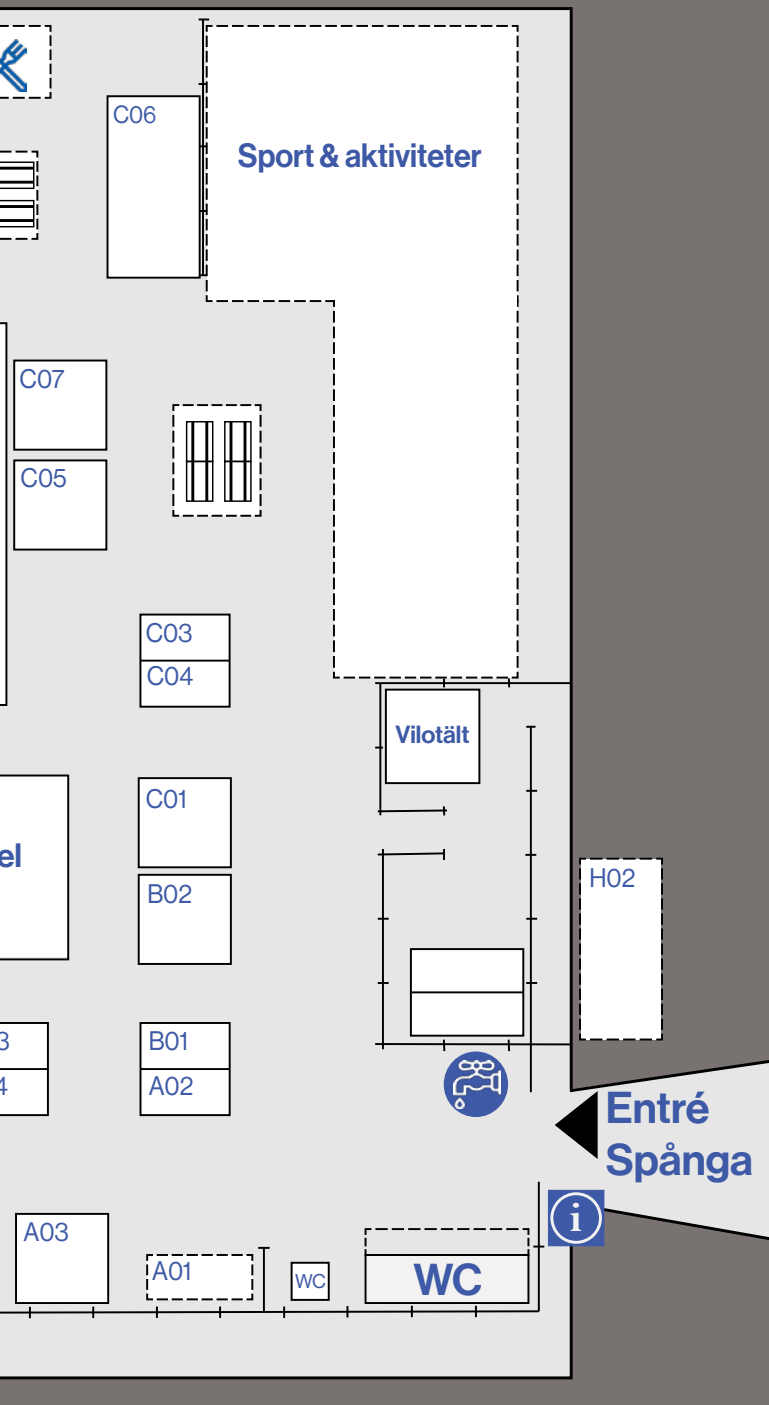 C06
Sport & aktiviteter
C07
C05
C03
C04
Vilotält
C01
el
B02
H02
3
B01
4
A02
Entré
Spånga
i
A03
A01
WC
WC